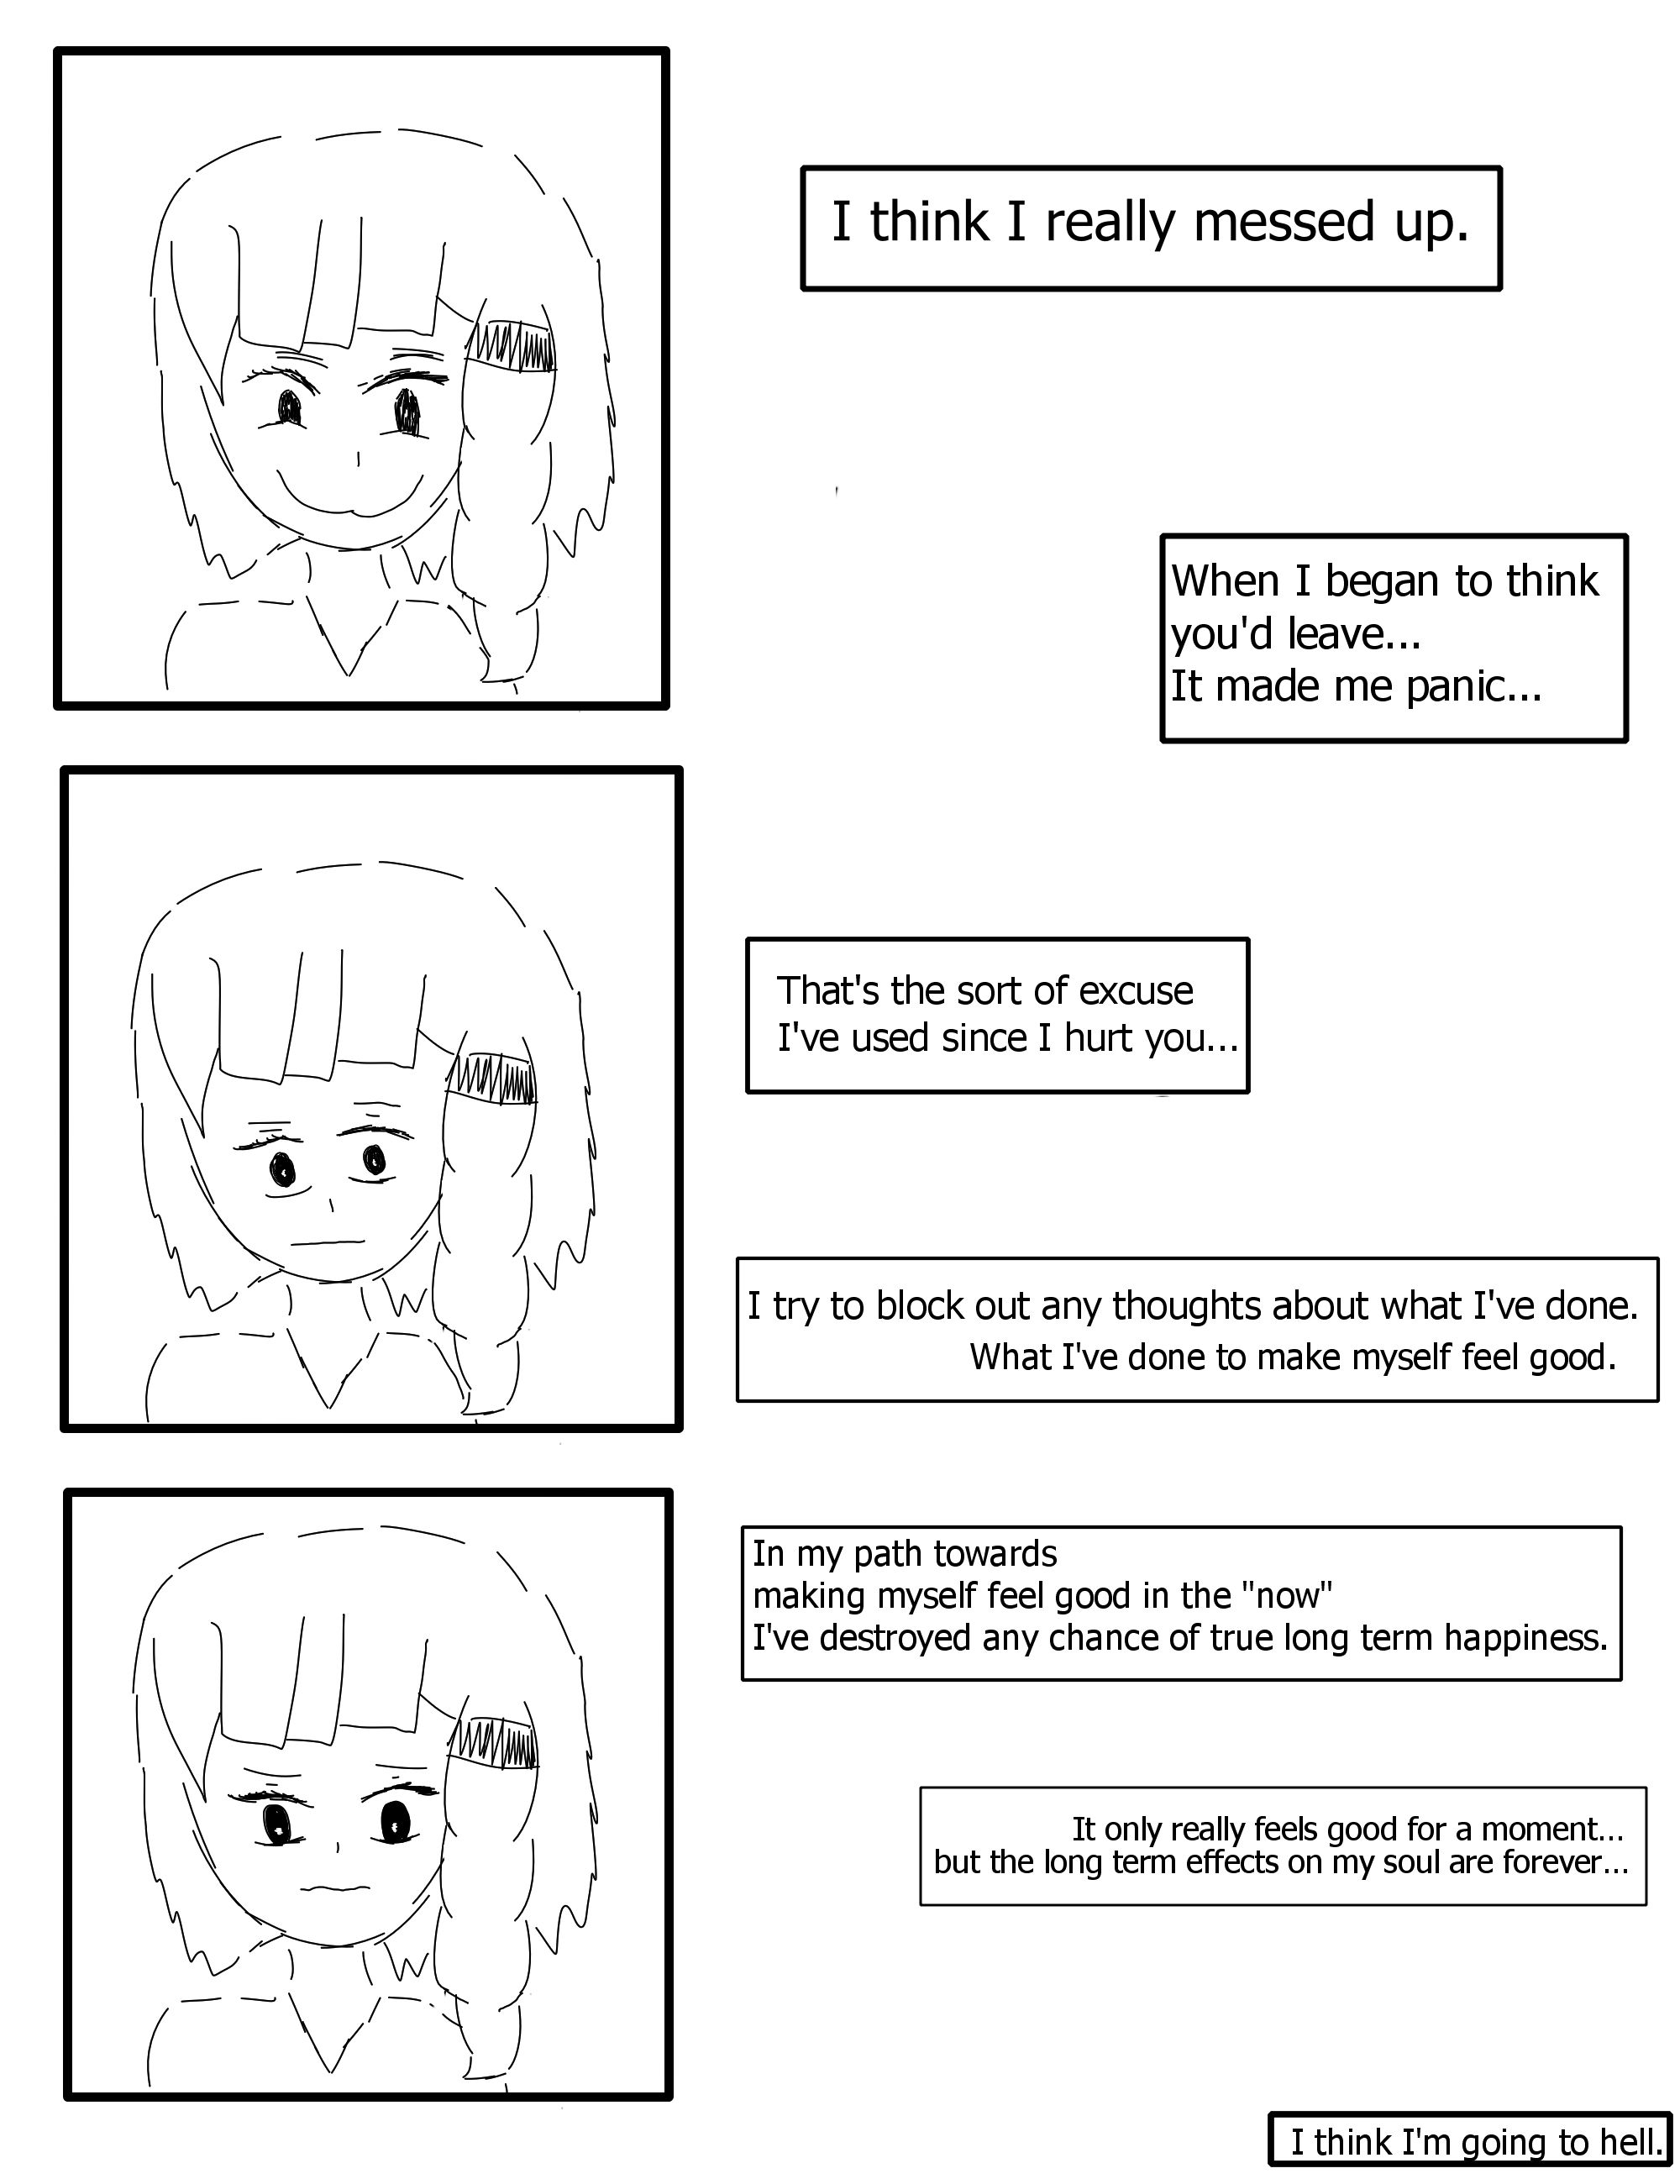 I think I really messed up.
When I began to think
you'd leave...
It made me panic...
That's the sort of excuse
I've used since I hurt you...
I try to block out any thoughts about what I've done.
What I've done to make myself feel good.
In my path towards
making myself feel good in the "now"
I've destroyed any chance of true long term happiness.
It only really feels good for a moment...
but the long term effects on my soul are forever...
I think I'm going to hell.